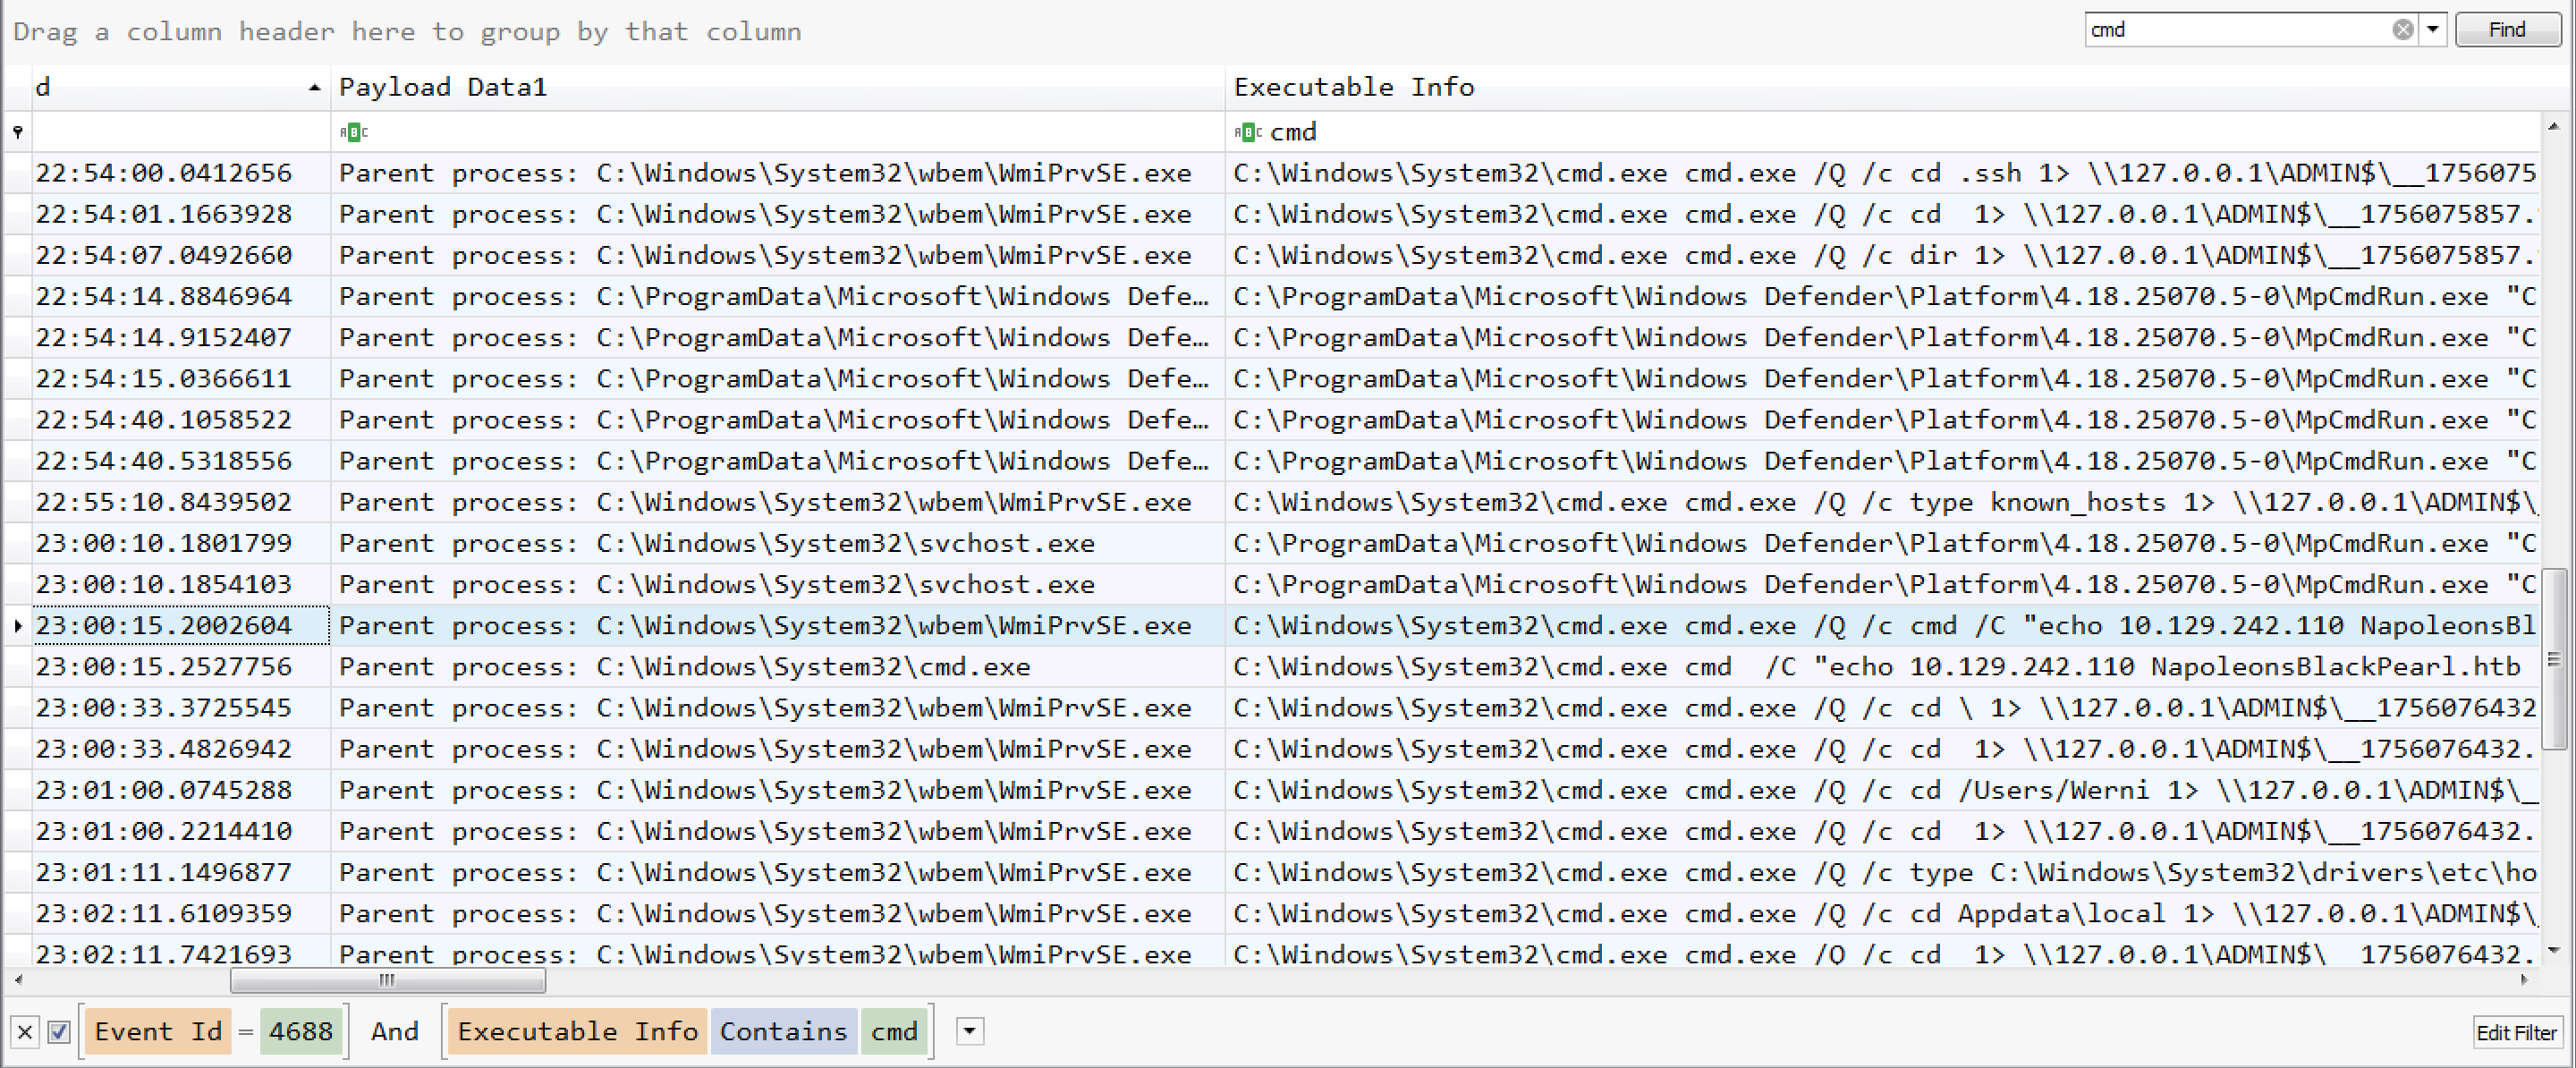 Drag a column header here to group by that column cmd Find
d Payload Data1 Executable Info
ABC ABC cmd
22:54:00.0412656 Parent process: C:\Windows\System32\wbem\WmiPrvSE.exe C:\Windows\System32\cmd.exe cmd.exe /Q /c cd .ssh 1> \\127.0.0.1\ADMIN$\__1756075
22:54:01.1663928 Parent process: C:\Windows\System32\wbem\WmiPrvSE.exe C:\Windows\System32\cmd.exe cmd.exe /Q /c cd  1> \\127.0.0.1\ADMIN$\__1756075857.
22:54:07.0492660 Parent process: C:\Windows\System32\wbem\WmiPrvSE.exe C:\Windows\System32\cmd.exe cmd.exe /Q /c dir 1> \\127.0.0.1\ADMIN$\__1756075857.
22:54:14.8846964 Parent process: C:\ProgramData\Microsoft\Windows Defe… C:\ProgramData\Microsoft\Windows Defender\Platform\4.18.25070.5-0\MpCmdRun.exe "C
22:54:14.9152407 Parent process: C:\ProgramData\Microsoft\Windows Defe… C:\ProgramData\Microsoft\Windows Defender\Platform\4.18.25070.5-0\MpCmdRun.exe "C
22:54:15.0366611 Parent process: C:\ProgramData\Microsoft\Windows Defe… C:\ProgramData\Microsoft\Windows Defender\Platform\4.18.25070.5-0\MpCmdRun.exe "C
22:54:40.1058522 Parent process: C:\ProgramData\Microsoft\Windows Defe… C:\ProgramData\Microsoft\Windows Defender\Platform\4.18.25070.5-0\MpCmdRun.exe "C
22:54:40.5318556 Parent process: C:\ProgramData\Microsoft\Windows Defe… C:\ProgramData\Microsoft\Windows Defender\Platform\4.18.25070.5-0\MpCmdRun.exe "C
22:55:10.8439502 Parent process: C:\Windows\System32\wbem\WmiPrvSE.exe C:\Windows\System32\cmd.exe cmd.exe /Q /c type known_hosts 1> \\127.0.0.1\ADMIN$\_
23:00:10.1801799 Parent process: C:\Windows\System32\svchost.exe C:\ProgramData\Microsoft\Windows Defender\Platform\4.18.25070.5-0\MpCmdRun.exe "C
23:00:10.1854103 Parent process: C:\Windows\System32\svchost.exe C:\ProgramData\Microsoft\Windows Defender\Platform\4.18.25070.5-0\MpCmdRun.exe "C
23:00:15.2002604 Parent process: C:\Windows\System32\wbem\WmiPrvSE.exe C:\Windows\System32\cmd.exe cmd.exe /Q /c cmd /C "echo 10.129.242.110 NapoleonsBl
23:00:15.2527756 Parent process: C:\Windows\System32\cmd.exe C:\Windows\System32\cmd.exe cmd  /C "echo 10.129.242.110 NapoleonsBlackPearl.htb
23:00:33.3725545 Parent process: C:\Windows\System32\wbem\WmiPrvSE.exe C:\Windows\System32\cmd.exe cmd.exe /Q /c cd \ 1> \\127.0.0.1\ADMIN$\__1756076432
23:00:33.4826942 Parent process: C:\Windows\System32\wbem\WmiPrvSE.exe C:\Windows\System32\cmd.exe cmd.exe /Q /c cd  1> \\127.0.0.1\ADMIN$\__1756076432.
23:01:00.0745288 Parent process: C:\Windows\System32\wbem\WmiPrvSE.exe C:\Windows\System32\cmd.exe cmd.exe /Q /c cd /Users/Werni 1> \\127.0.0.1\ADMIN$\_
23:01:00.2214410 Parent process: C:\Windows\System32\wbem\WmiPrvSE.exe C:\Windows\System32\cmd.exe cmd.exe /Q /c cd  1> \\127.0.0.1\ADMIN$\__1756076432.
23:01:11.1496877 Parent process: C:\Windows\System32\wbem\WmiPrvSE.exe C:\Windows\System32\cmd.exe cmd.exe /Q /c type C:\Windows\System32\drivers\etc\ho
23:02:11.6109359 Parent process: C:\Windows\System32\wbem\WmiPrvSE.exe C:\Windows\System32\cmd.exe cmd.exe /Q /c cd Appdata\local 1> \\127.0.0.1\ADMIN$\_
23:02:11.7421693 Parent process: C:\Windows\System32\wbem\WmiPrvSE.exe C:\Windows\System32\cmd.exe cmd.exe /Q /c cd  1> \\127.0.0.1\ADMIN$\__1756076432.
Event Id = 4688 And Executable Info Contains cmd Edit Filter